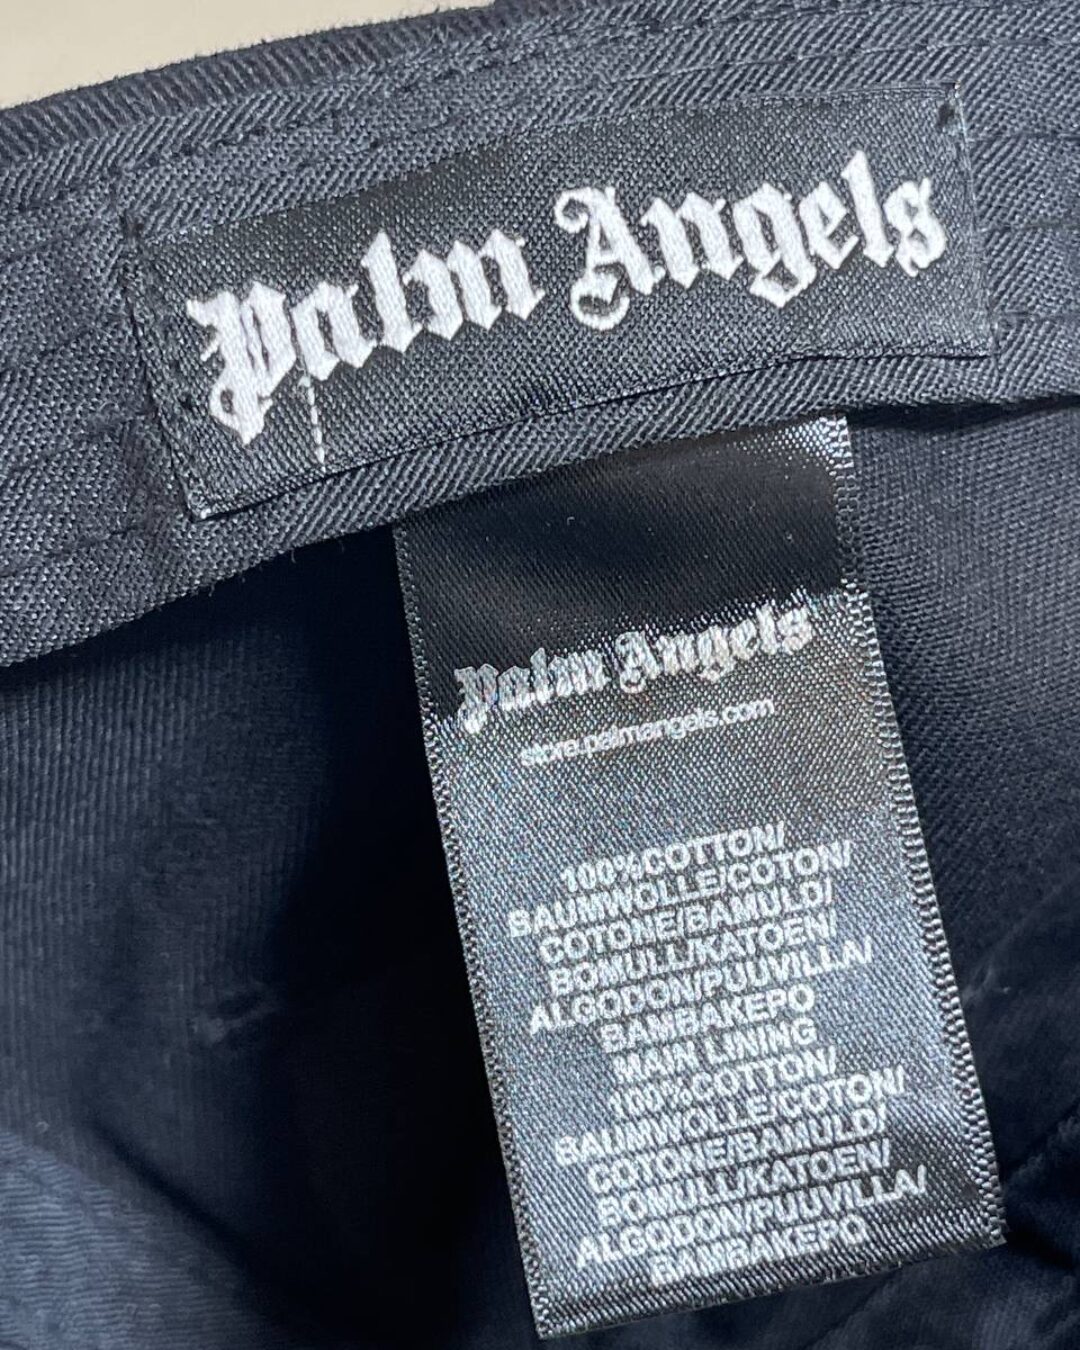 Palm Angels
Palm Angels
store.palmangels.com
100%COTTON/
BAUMWOLLE/COTON/
COTONE/BAMULD/
BOMULL/KATOEN/
ALGODON/PUUVILLA/
BAMBAKEPO
MAIN LINING
100%COTTON/
BAUMWOLLE/COTON/
COTONE/BAMULD/
BOMULL/KATOEN/
ALGODON/PUUVILLA/
BAMBAKEPO